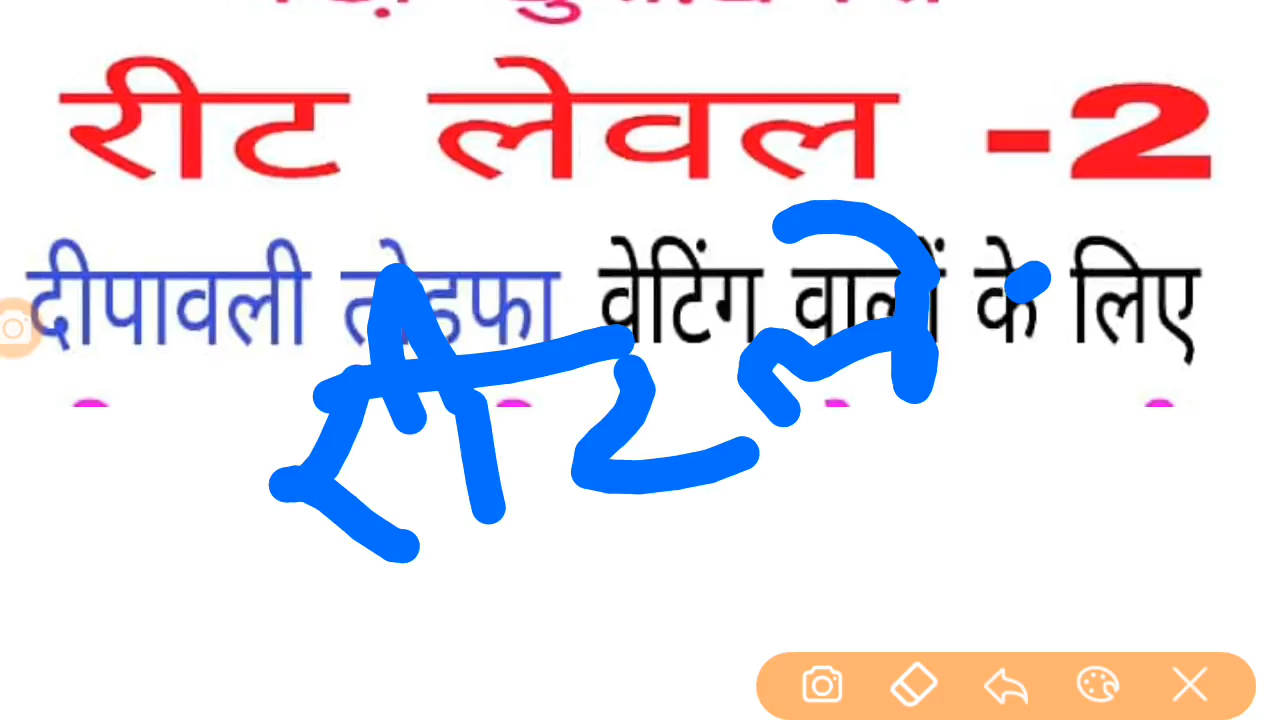 रीट लेवल -2
दीपावली तोहफा वेटिंग वालों के लिए
रीट ले